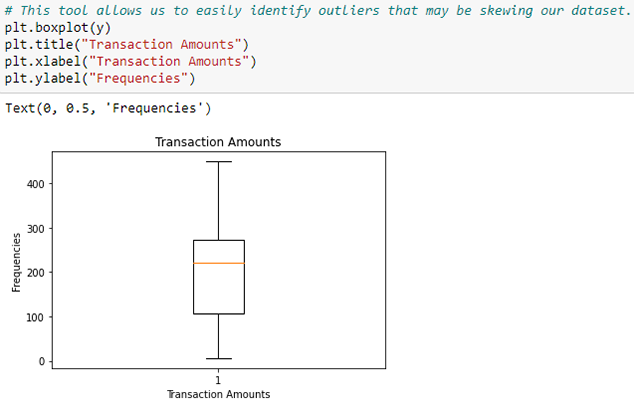 # This tool allows us to easily identify outliers that may be skewing our dataset.
plt.boxplot(y)
plt.title("Transaction Amounts")
plt.xlabel("Transaction Amounts")
plt.ylabel("Frequencies")
Text(0, 0.5, 'Frequencies')
Transaction Amounts
400
300
200
100
0
Frequencies
1
Transaction Amounts